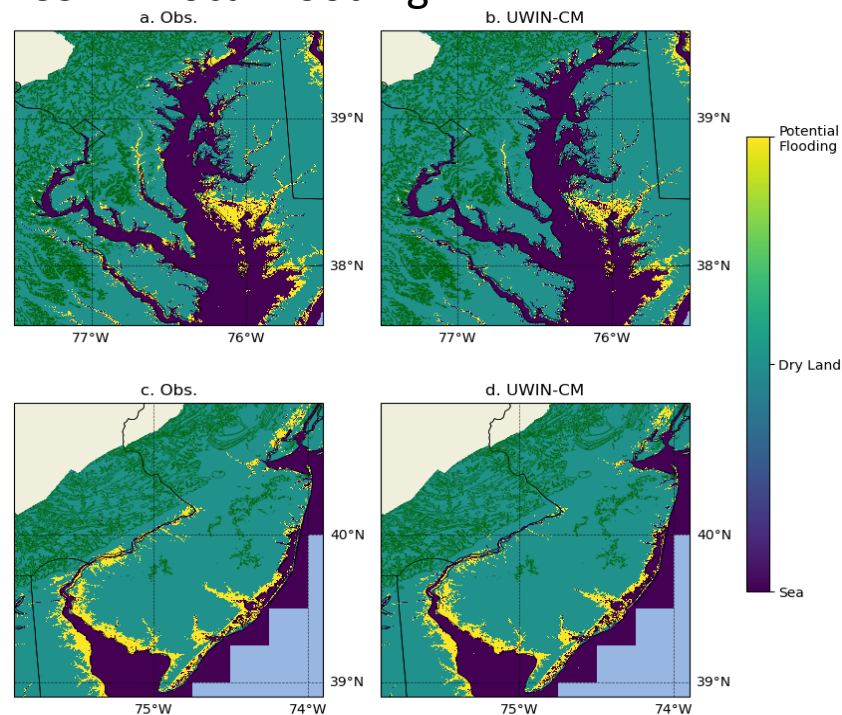 a. Obs.
b. UWIN-CM
39°N
39°N
38°N
38°N
77°W
76°W
77°W
76°W
Potential
Flooding
Dry Land
Sea
c. Obs.
d. UWIN-CM
40°N
40°N
39°N
39°N
75°W
74°W
75°W
74°W